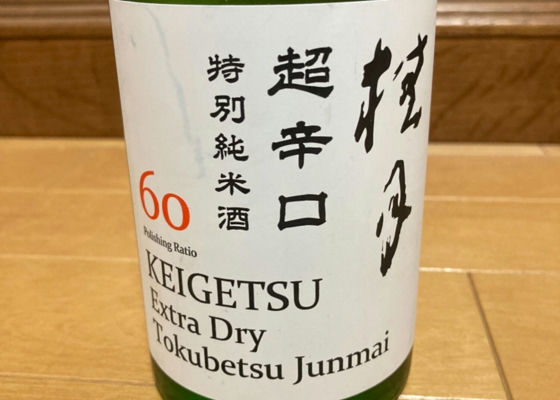 桂月
超辛口
特別純米酒
60
Polishing Ratio
KEIGETSU
Extra Dry
Tokubetsu Junmai